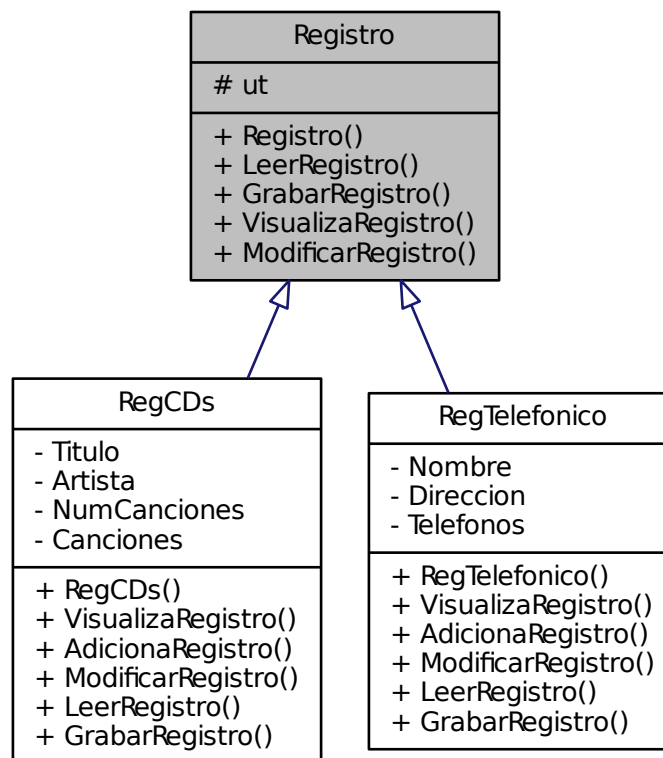 Registro
# ut
+ Registro()
+ LeerRegistro()
+ GrabarRegistro()
+ VisualizaRegistro()
+ ModificarRegistro()
RegCDs
- Titulo
- Artista
- NumCanciones
- Canciones
+ RegCDs()
+ VisualizaRegistro()
+ AdicionaRegistro()
+ ModificarRegistro()
+ LeerRegistro()
+ GrabarRegistro()
RegTelefonico
- Nombre
- Direccion
- Telefonos
+ RegTelefonico()
+ VisualizaRegistro()
+ AdicionaRegistro()
+ ModificarRegistro()
+ LeerRegistro()
+ GrabarRegistro()